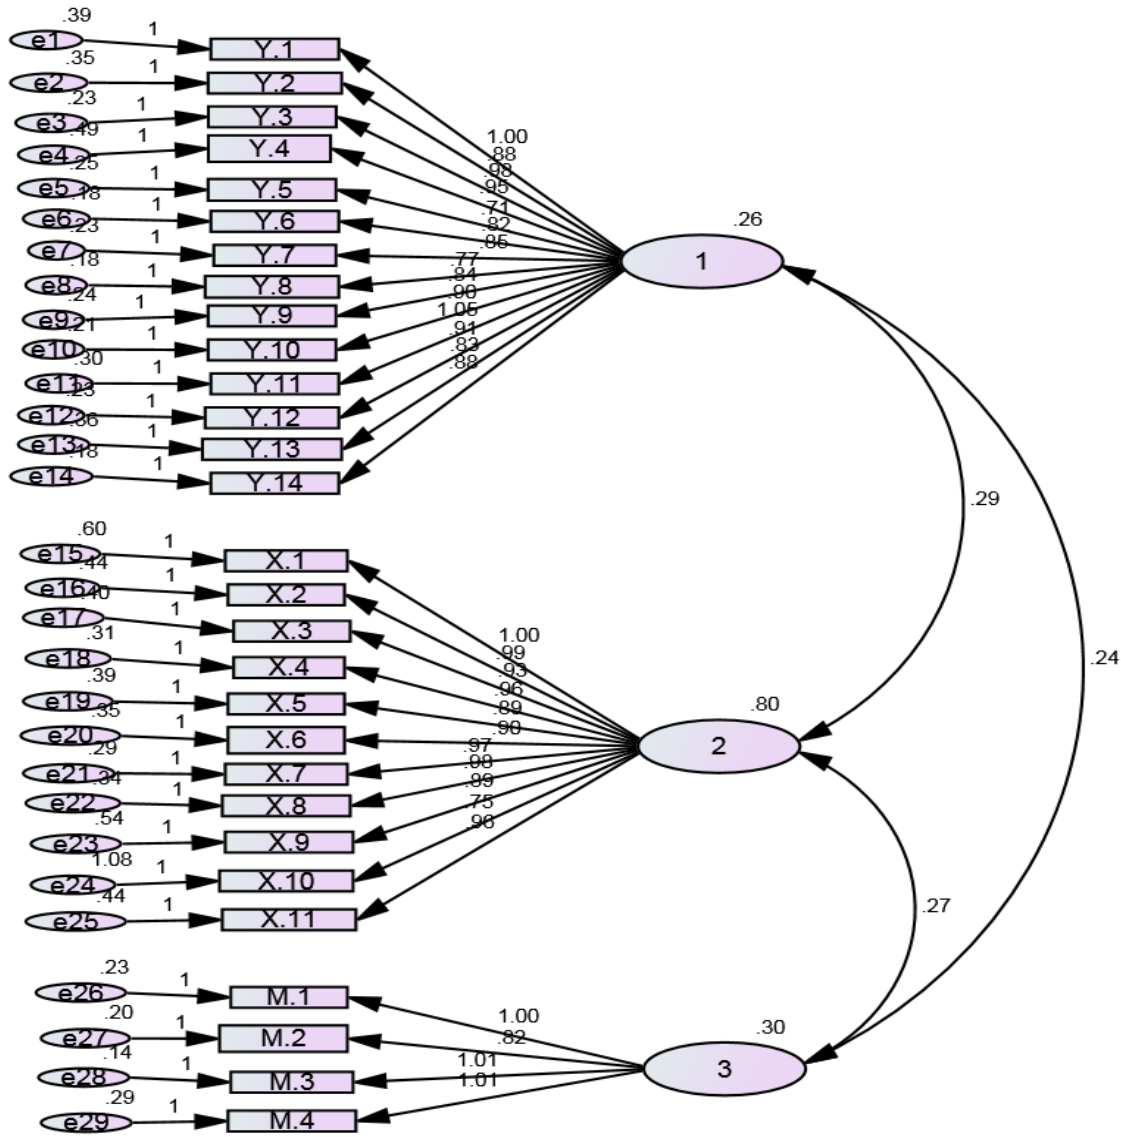 .39
e1 1 Y.1
.35
e2 1 Y.2
.23
e3 1 Y.3
.49
e4 1 Y.4
.25
e5 1 Y.5
.18
e6 1 Y.6
.23
e7 1 Y.7
.18
e8 1 Y.8
.24
e9 1 Y.9
.21
e10 1 Y.10
.30
e11 1 Y.11
.23
e12 1 Y.12
.36
e13 1 Y.13
.18
e14 1 Y.14
1.00
.88
.98
.95
.71
.82
.85
.77
.84
.90
1.05
.91
.83
.88
.26
1
.29
.24
.60
e15 1 X.1
.44
e16 1 X.2
.40
e17 1 X.3
.31
e18 1 X.4
.39
e19 1 X.5
.35
e20 1 X.6
.29
e21 1 X.7
.34
e22 1 X.8
.54
e23 1 X.9
1.08
e24 1 X.10
.44
e25 1 X.11
1.00
.99
.93
.96
.89
.90
.97
.98
.89
.75
.96
.80
2
.27
.23
e26 1 M.1
.20
e27 1 M.2
.14
e28 1 M.3
.29
e29 1 M.4
1.00
.82
1.01
1.01
.30
3